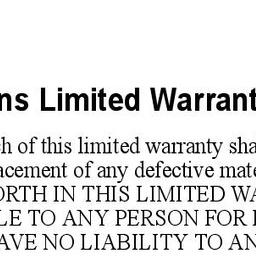 ns Limited Warrant
ch of this limited warranty sha
acement of any defective mate
ORTH IN THIS LIMITED WA
LE TO ANY PERSON FOR
AVE NO LIABILITY TO AN